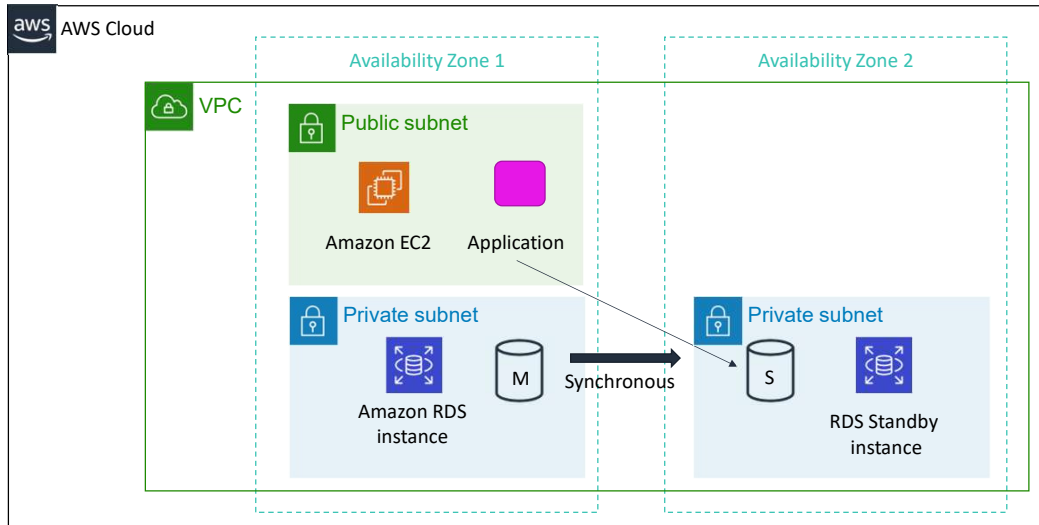 aws
AWS Cloud
Availability Zone 1
Availability Zone 2
VPC
Public subnet
Amazon EC2
Application
Private subnet
Private subnet
M
Synchronous
S
Amazon RDS
instance
RDS Standby
instance